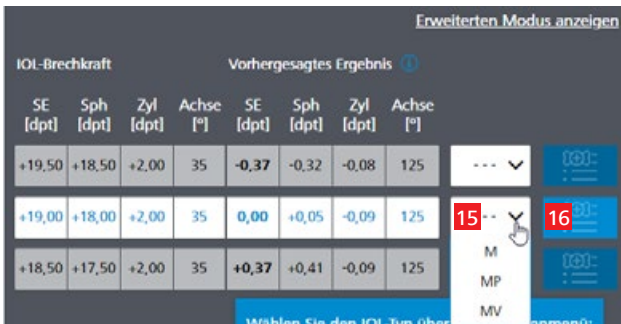 Erweiterten Modus anzeigen
IOL-Brechkraft Vorhergesagtes Ergebnis
SE Sph Zyl Achse SE Sph Zyl Achse
[dpt] [dpt] [dpt] [°] [dpt] [dpt] [dpt] [°]
+19,50 +18,50 +2,00 35 -0,37 -0,32 -0,08 125 ---
+19,00 +18,00 +2,00 35 0,00 +0,05 -0,09 125 15 -- 16
M
+18,50 +17,50 +2,00 35 +0,37 +0,41 -0,09 125
MP
MV
Wählen Sie den IOL-Typ über